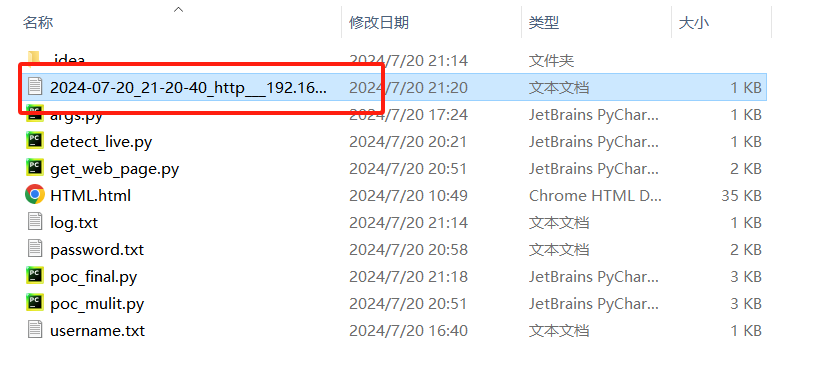 名称 修改日期 类型 大小
.idea 2024/7/20 21:14 文件夹
2024-07-20_21-20-40_http___192.16... 2024/7/20 21:20 文本文档 1 KB
args.py 2024/7/20 17:24 JetBrains PyChar... 1 KB
detect_live.py 2024/7/20 20:21 JetBrains PyChar... 1 KB
get_web_page.py 2024/7/20 20:51 JetBrains PyChar... 2 KB
HTML.html 2024/7/20 10:49 Chrome HTML D... 35 KB
log.txt 2024/7/20 21:14 文本文档 1 KB
password.txt 2024/7/20 20:58 文本文档 2 KB
poc_final.py 2024/7/20 21:18 JetBrains PyChar... 3 KB
poc_mulit.py 2024/7/20 20:51 JetBrains PyChar... 3 KB
username.txt 2024/7/20 16:40 文本文档 1 KB